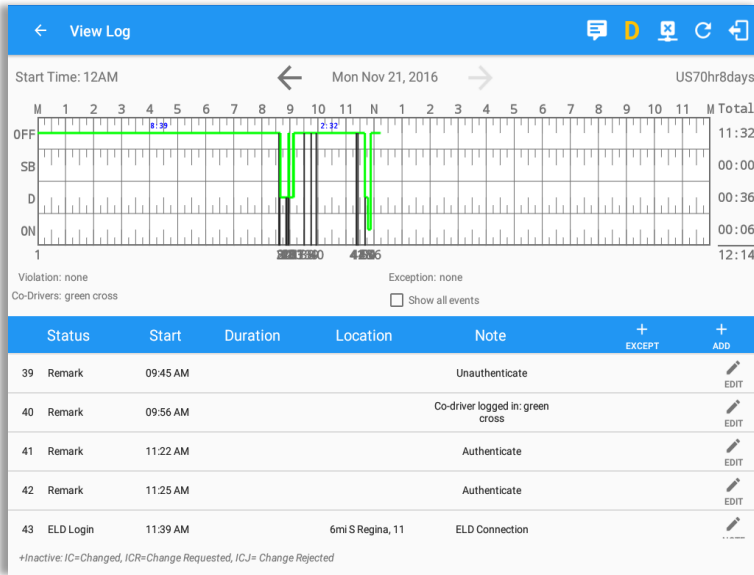 View Log
D
Start Time: 12AM
Mon Nov 21, 2016
US70hr8days
M 1 2 3 4 5 6 7 8 9 10 11 N 1 2 3 4 5 6 7 8 9 10 11 M Total
OFF 8:39 2:32 11:32
SB 00:00
D 00:36
ON 00:06
1 12:14
Violation: none
Exception: none
Co-Drivers: green cross
Show all events
Status Start Duration Location Note + EXCEPT + ADD
39 Remark 09:45 AM Unauthenticate EDIT
40 Remark 09:56 AM Co-driver logged in: green
cross EDIT
41 Remark 11:22 AM Authenticate EDIT
42 Remark 11:25 AM Authenticate EDIT
43 ELD Login 11:39 AM 6mi S Regina, 11 ELD Connection
+Inactive: IC=Changed, ICR=Change Requested, ICJ= Change Rejected